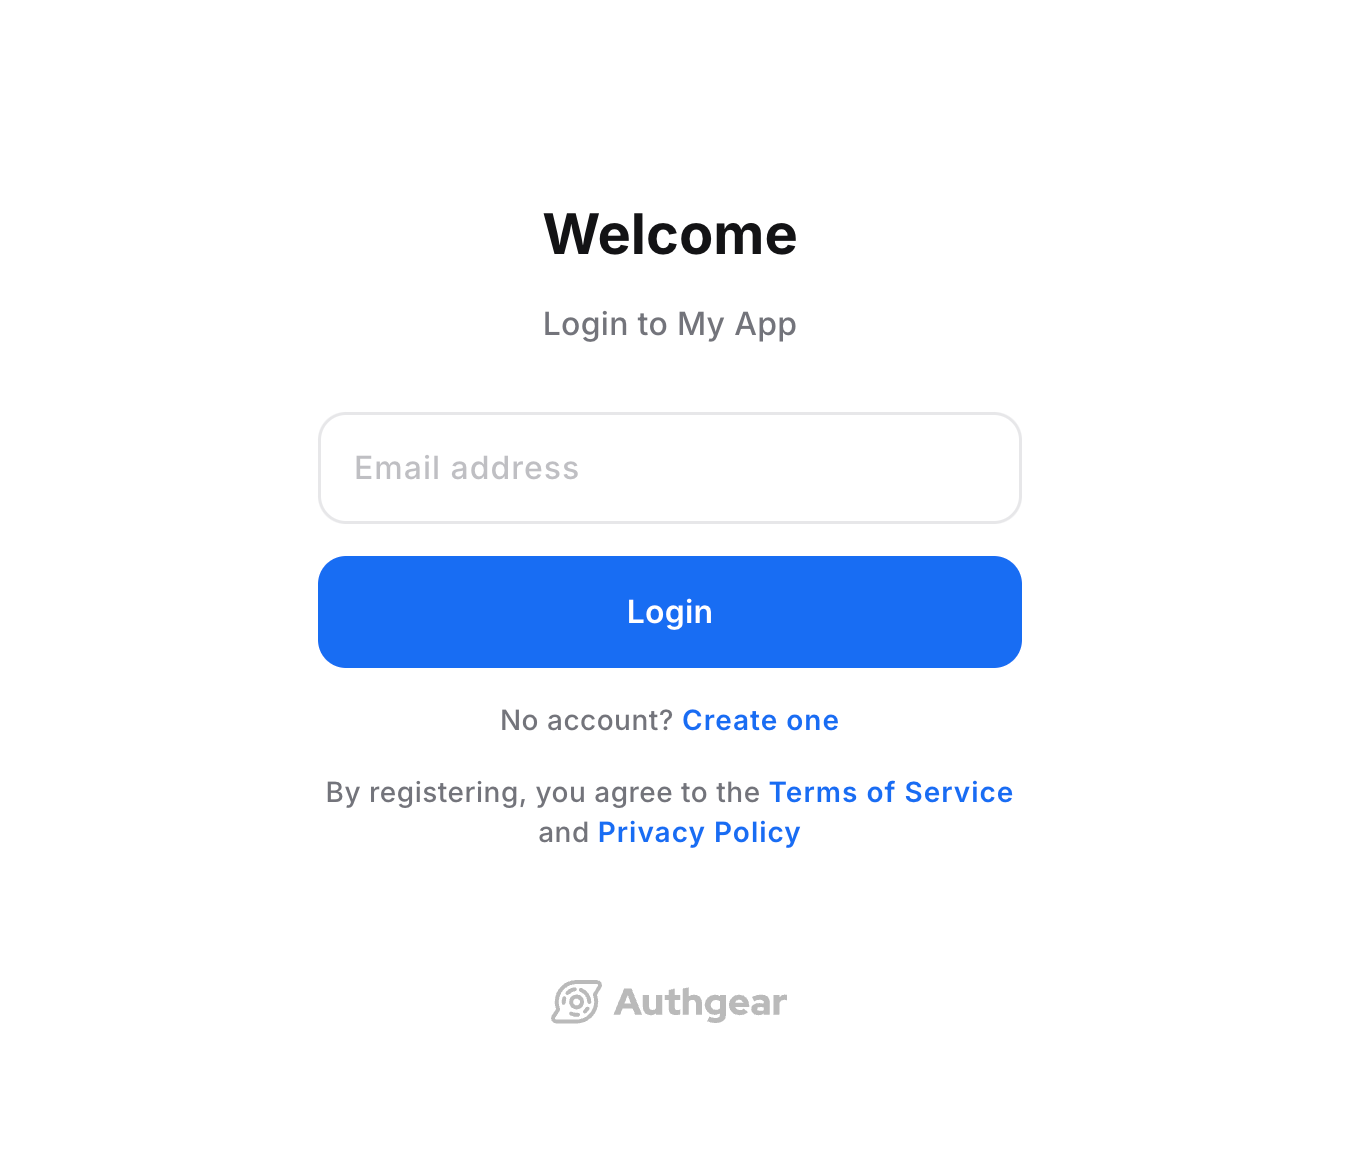 Welcome
Login to My App
Email address
Login
No account? Create one
By registering, you agree to the Terms of Service
and Privacy Policy
Authgear